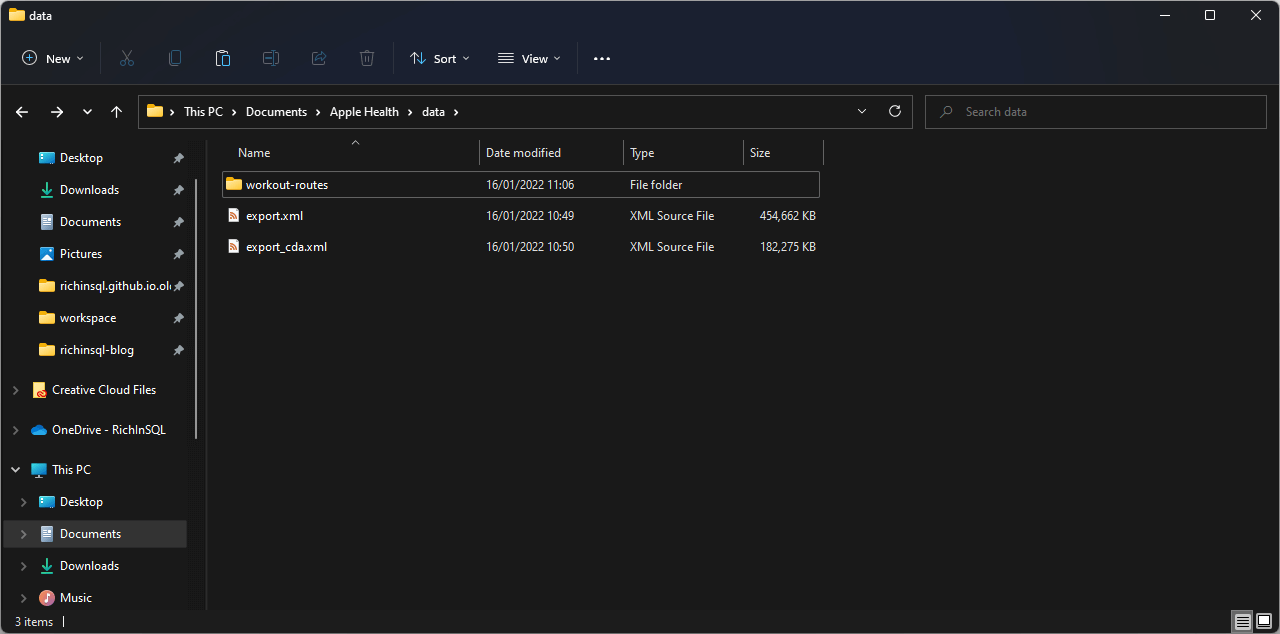 data
New
Sort
View
This PC
Documents
Apple Health
data
Search data
Desktop
Downloads
Documents
Pictures
richinsql.github.io.ol
workspace
richinsql-blog
Creative Cloud Files
OneDrive - RichInSQL
This PC
Desktop
Documents
Downloads
Music
Name Date modified Type Size
workout-routes 16/01/2022 11:06 File folder
export.xml 16/01/2022 10:49 XML Source File 454,662 KB
export_cda.xml 16/01/2022 10:50 XML Source File 182,275 KB
3 items